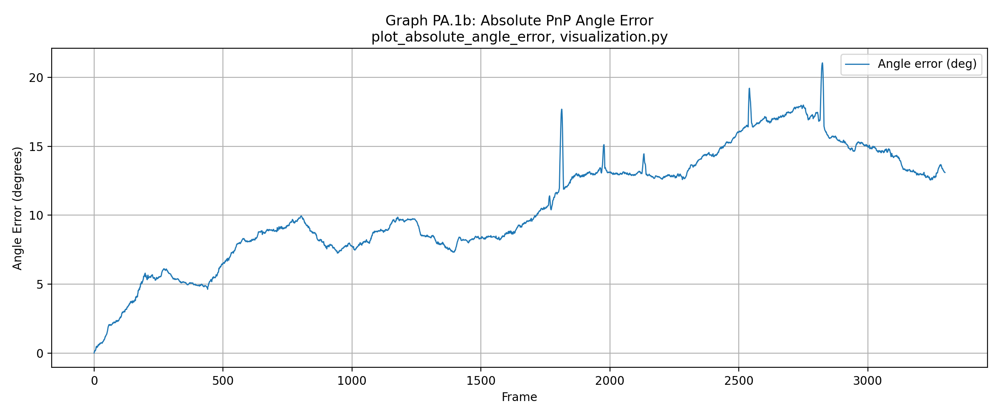 Graph PA.1b: Absolute PnP Angle Error
plot_absolute_angle_error, visualization.py
Angle error (deg)
Angle Error (degrees)
20
15
10
5
0
0 500 1000 1500 2000 2500 3000
Frame